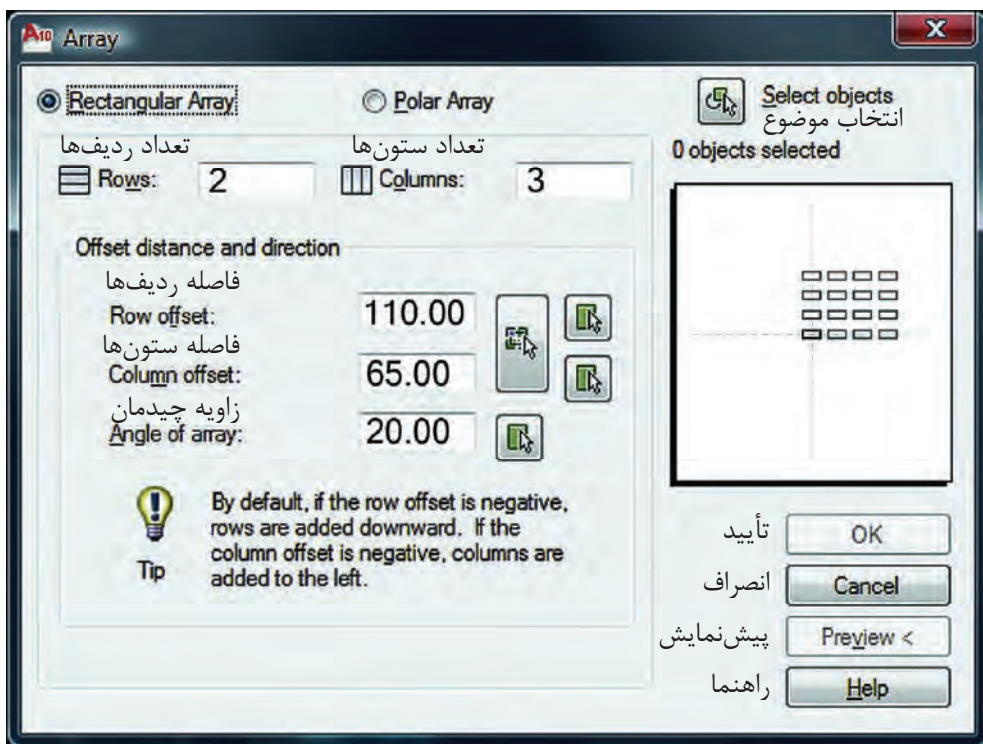 A10 Array
Rectangular Array
Polar Array
Select objects
انتخاب موضوع
0 objects selected
تعداد ردیف‌ها
Rows: 2
تعداد ستون‌ها
Columns: 3
Offset distance and direction
فاصله ردیف‌ها
Row offset: 110.00
فاصله ستون‌ها
Column offset: 65.00
زاویه چیدمان
Angle of array: 20.00
Tip
By default, if the row offset is negative,
rows are added downward. If the
column offset is negative, columns are
added to the left.
تأیید OK
انصراف Cancel
پیش‌نمایش Preview <
راهنما Help